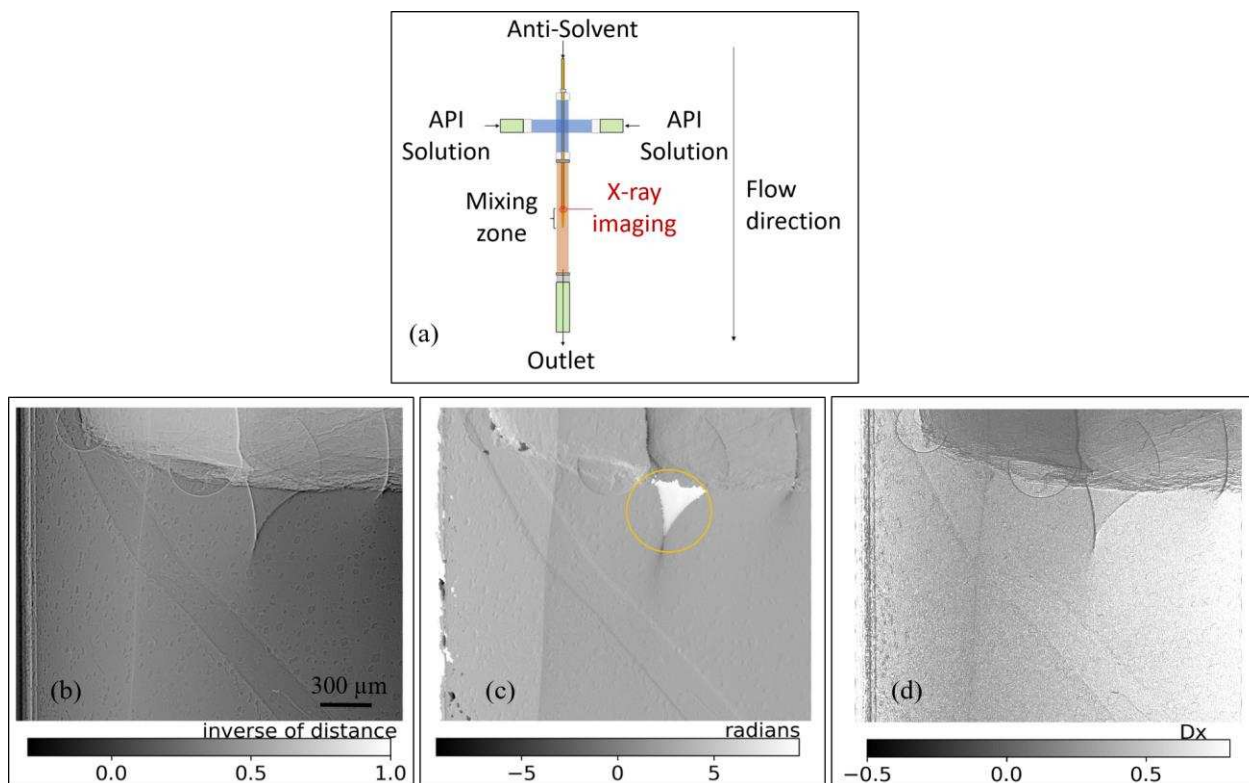 Anti-Solvent
API
Solution
API
Solution
Mixing
zone
X-ray
imaging
Flow
direction
(a)
Outlet
(b)
300 µm
inverse of distance
0.0 0.5 1.0
(c)
radians
−5 0 5
(d)
Dx
−0.5 0.0 0.5